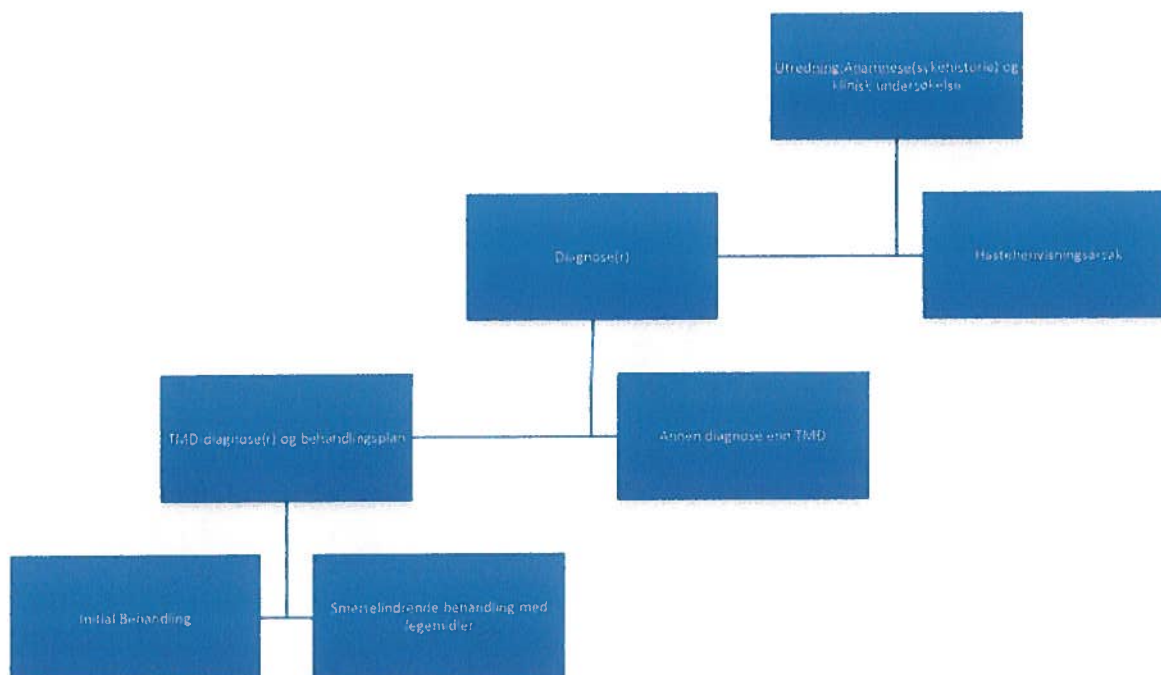 Utredning:Anamnese(sykehistorie) og
klinisk undersøkelse
Diagnose(r)
Hastehenvisningsårsak
TMD-diagnose(r) og behandlingsplan
Annen diagnose enn TMD
Initial Behandling
Smertelindrende behandling med
legemidler